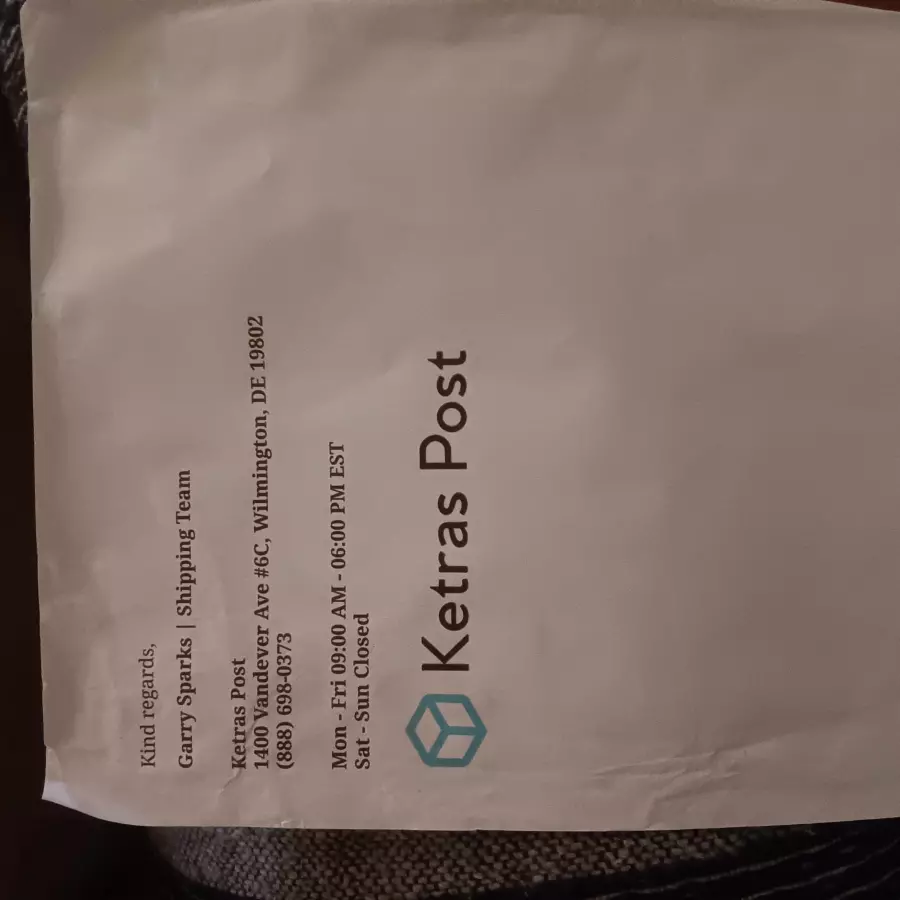 Kind regards,
Garry Sparks | Shipping Team
Ketras Post
1400 Vandever Ave #6C, Wilmington, DE 19802
(888) 698-0373
Mon - Fri 09:00 AM - 06:00 PM EST
Sat - Sun Closed
Ketras Post